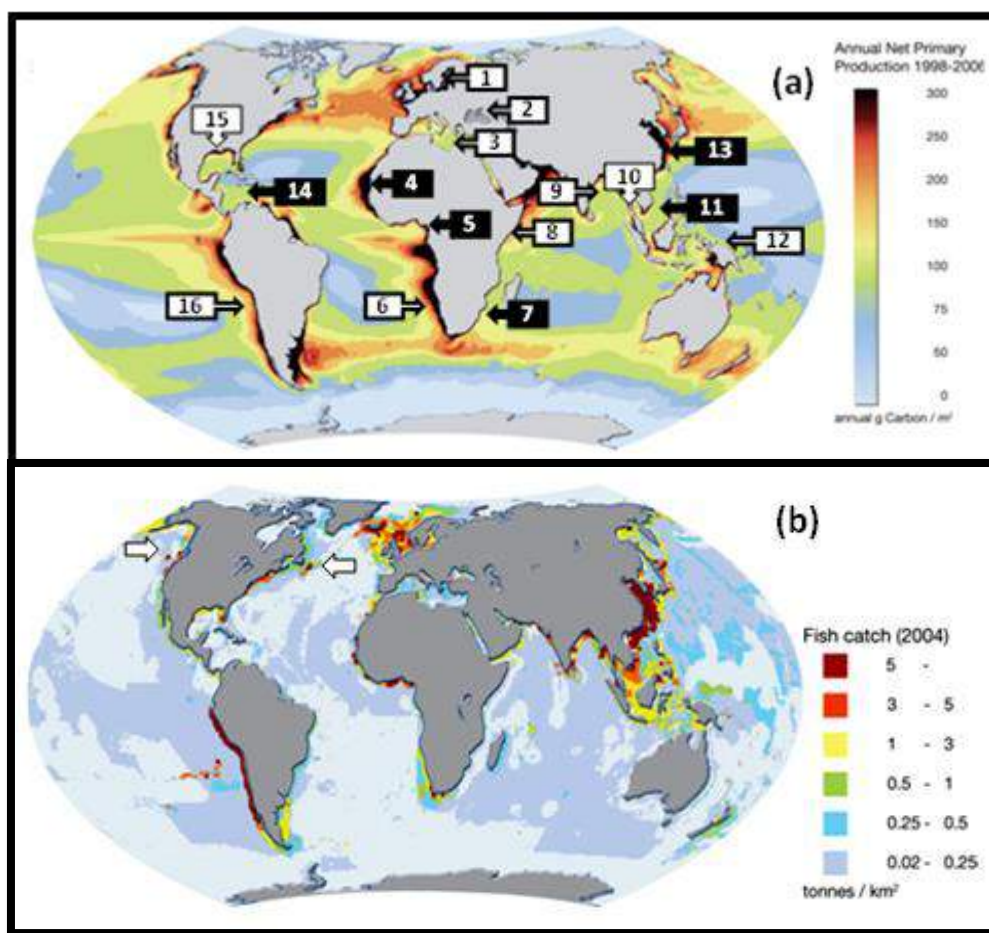 Annual Net Primary
Production 1998-2006
(a)
300
250
200
150
100
75
50
0
annual g Carbon / m²
1
2
3
4
5
6
7
8
9
10
11
12
13
14
15
16
(b)
Fish catch (2004)
5 -
3 - 5
1 - 3
0.5 - 1
0.25 - 0.5
0.02 - 0.25
tonnes / km²